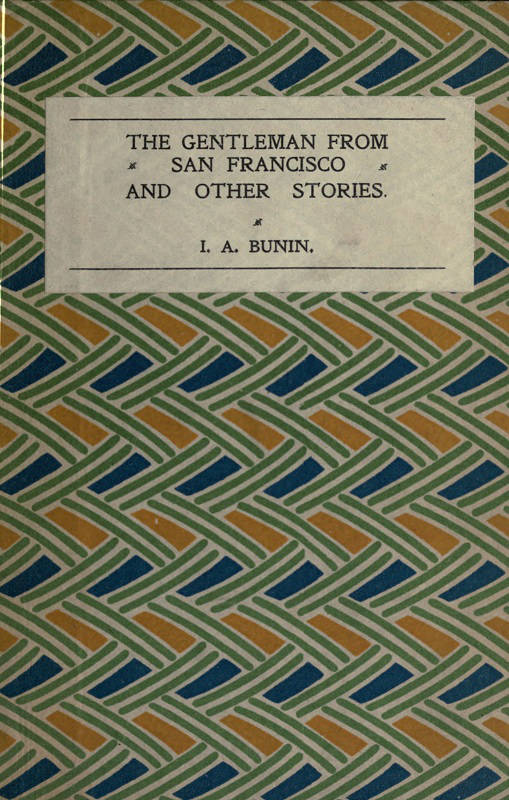 THE GENTLEMAN FROM
SAN FRANCISCO
AND OTHER STORIES.
I. A. BUNIN.